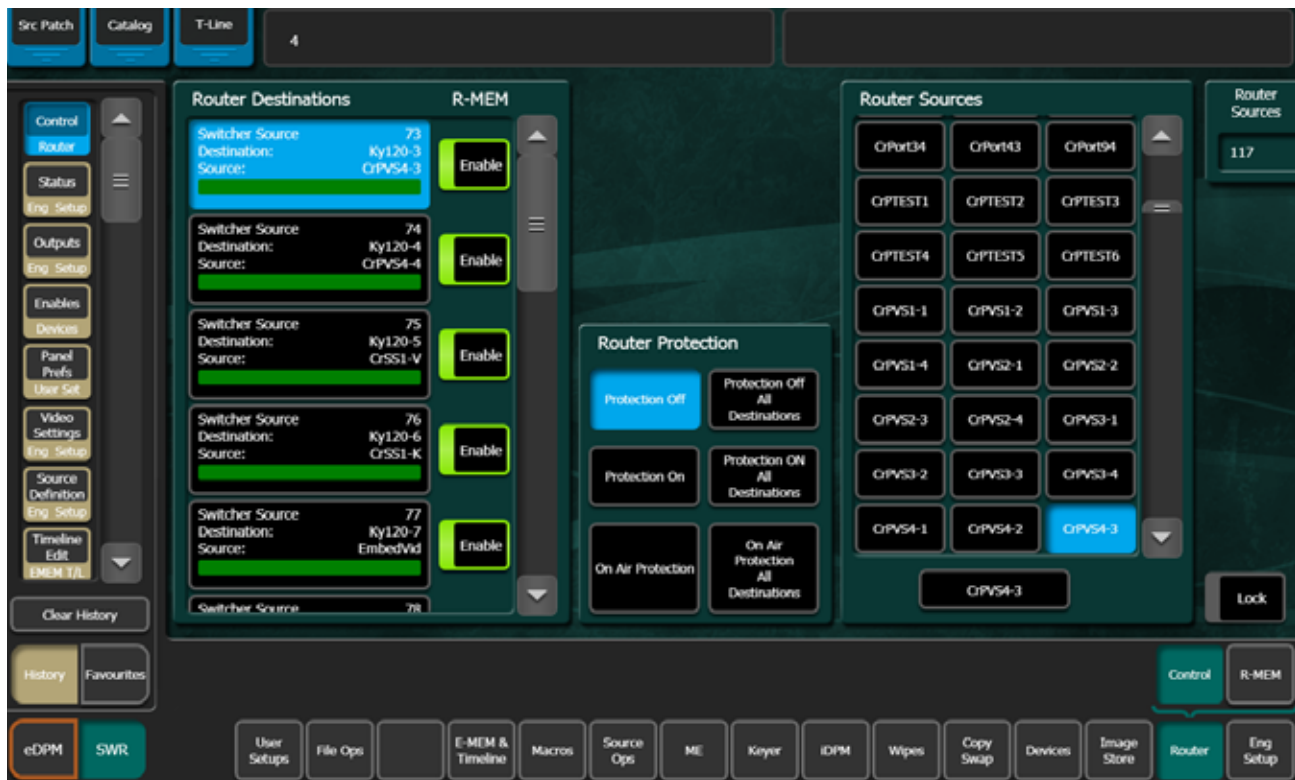 Src Patch
Catalog
T-Line
4
Control
Router
Status
Eng Setup
Outputs
Eng Setup
Enables
Devices
Panel
Prefs
User Set
Video
Settings
Eng Setup
Source
Definition
Eng Setup
Timeline
Edit
EMEM T/L
Clear History
History
Favourites
Router Destinations
R-MEM
Switcher Source 73
Destination: Ky120-3
Source: CrPVS4-3
Enable
Switcher Source 74
Destination: Ky120-4
Source: CrPVS4-4
Enable
Switcher Source 75
Destination: Ky120-5
Source: CrSS1-V
Enable
Switcher Source 76
Destination: Ky120-6
Source: CrSS1-K
Enable
Switcher Source 77
Destination: Ky120-7
Source: EmbedVid
Enable
Switcher Source 78
Router Protection
Protection Off
Protection Off
All
Destinations
Protection On
Protection ON
All
Destinations
On Air Protection
On Air
Protection
All
Destinations
Router Sources
CrPort34 CrPort43 CrPort94
CrPTEST1 CrPTEST2 CrPTEST3
CrPTEST4 CrPTEST5 CrPTEST6
CrPVS1-1 CrPVS1-2 CrPVS1-3
CrPVS1-4 CrPVS2-1 CrPVS2-2
CrPVS2-3 CrPVS2-4 CrPVS3-1
CrPVS3-2 CrPVS3-3 CrPVS3-4
CrPVS4-1 CrPVS4-2 CrPVS4-3
CrPVS4-3
Router
Sources
117
Lock
Control
R-MEM
eDPM
SWR
User
Setups
File Ops
E-MEM &
Timeline
Macros
Source
Ops
ME
Keyer
iDPM
Wipes
Copy
Swap
Devices
Image
Store
Router
Eng
Setup